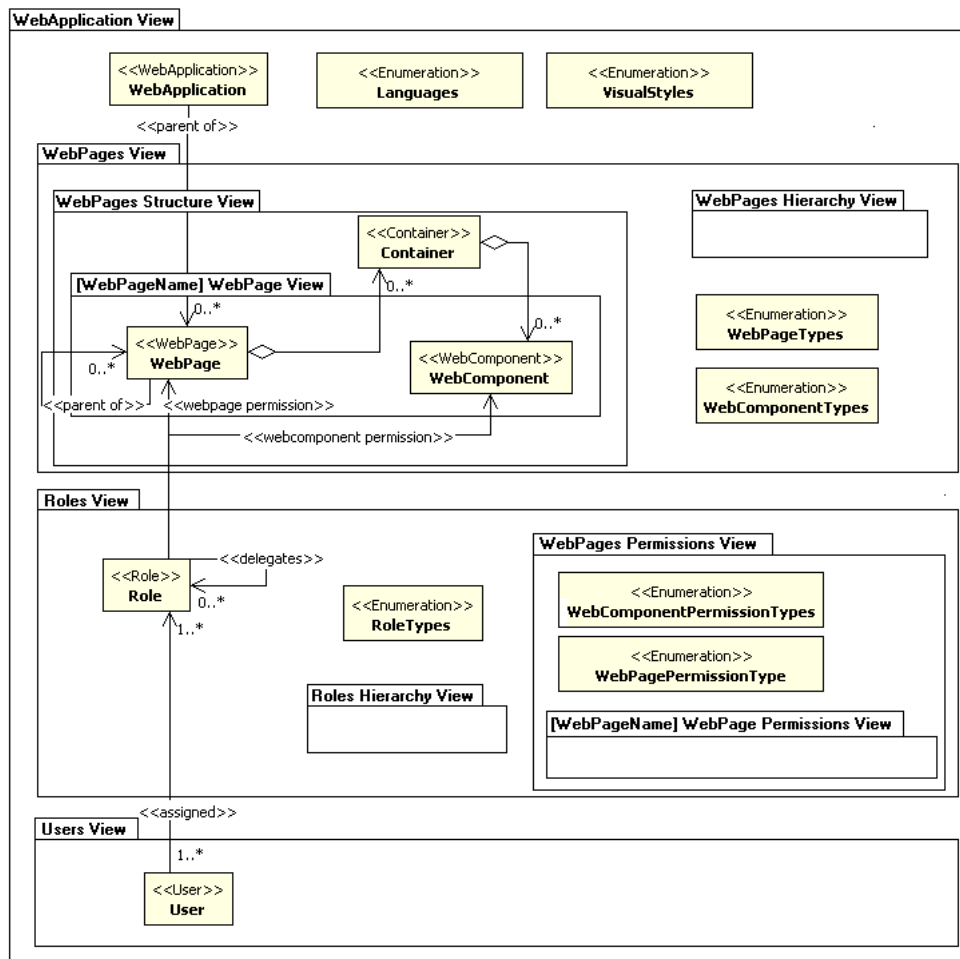 WebApplication View
<<WebApplication>>
WebApplication
<<Enumeration>>
Languages
<<Enumeration>>
VisualStyles
<<parent of>>
WebPages View
WebPages Structure View
WebPages Hierarchy View
<<Container>>
Container
[WebPageName] WebPage View
0..*
0..*
<<WebPage>>
WebPage
0..*
0..*
<<WebComponent>>
WebComponent
<<Enumeration>>
WebPageTypes
<<Enumeration>>
WebComponentTypes
<<parent of>>
<<webpage permission>>
<<webcomponent permission>>
Roles View
<<Role>>
Role
<<delegates>>
0..*
1..*
<<Enumeration>>
RoleTypes
WebPages Permissions View
<<Enumeration>>
WebComponentPermissionTypes
<<Enumeration>>
WebPagePermissionType
Roles Hierarchy View
[WebPageName] WebPage Permissions View
<<assigned>>
Users View
1..*
<<User>>
User